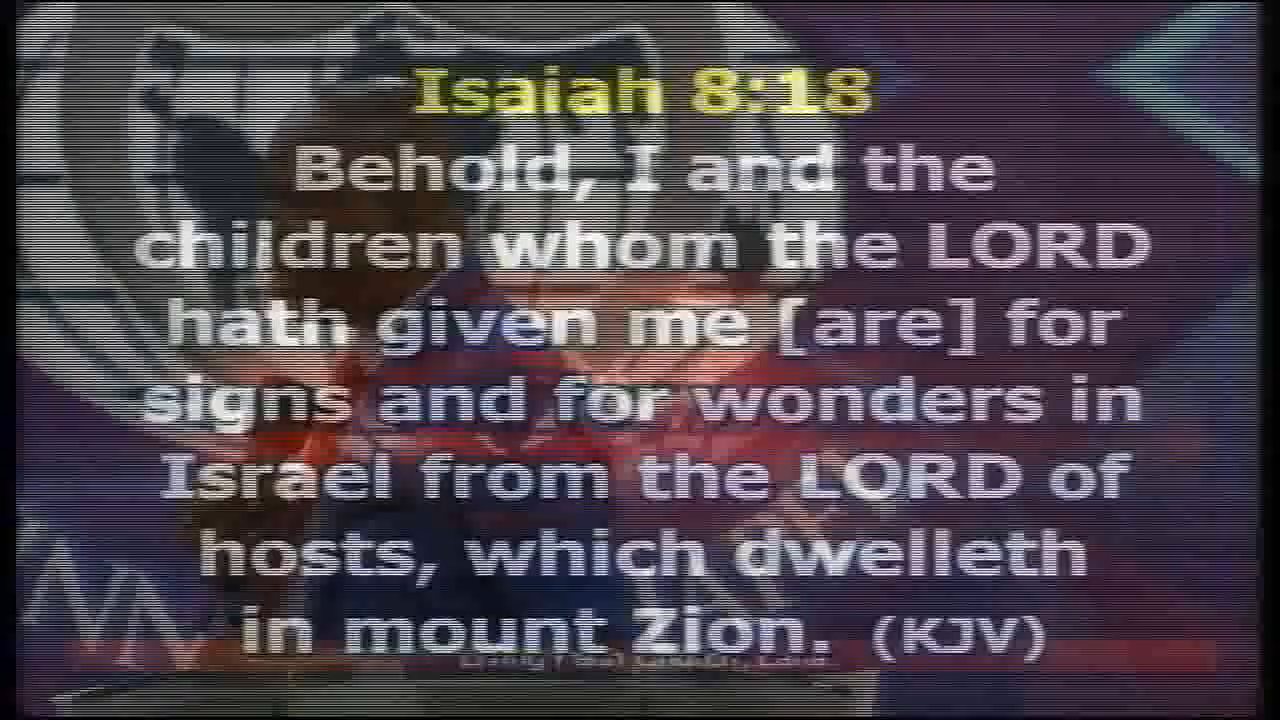 Isaiah 8:18
Behold, I and the
children whom the LORD
hath given me [are] for
signs and for wonders in
Israel from the LORD of
hosts, which dwelleth
in mount Zion. (KJV)